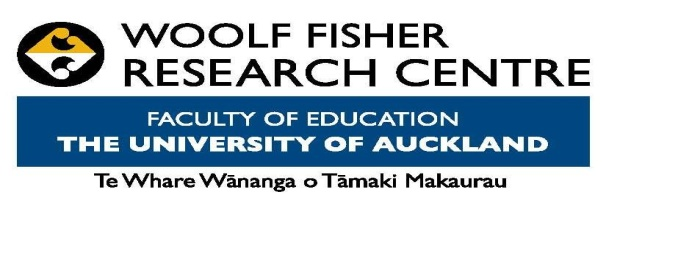 WOOLF FISHER
RESEARCH CENTRE
FACULTY OF EDUCATION
THE UNIVERSITY OF AUCKLAND
Te Whare Wānanga o Tāmaki Makaurau